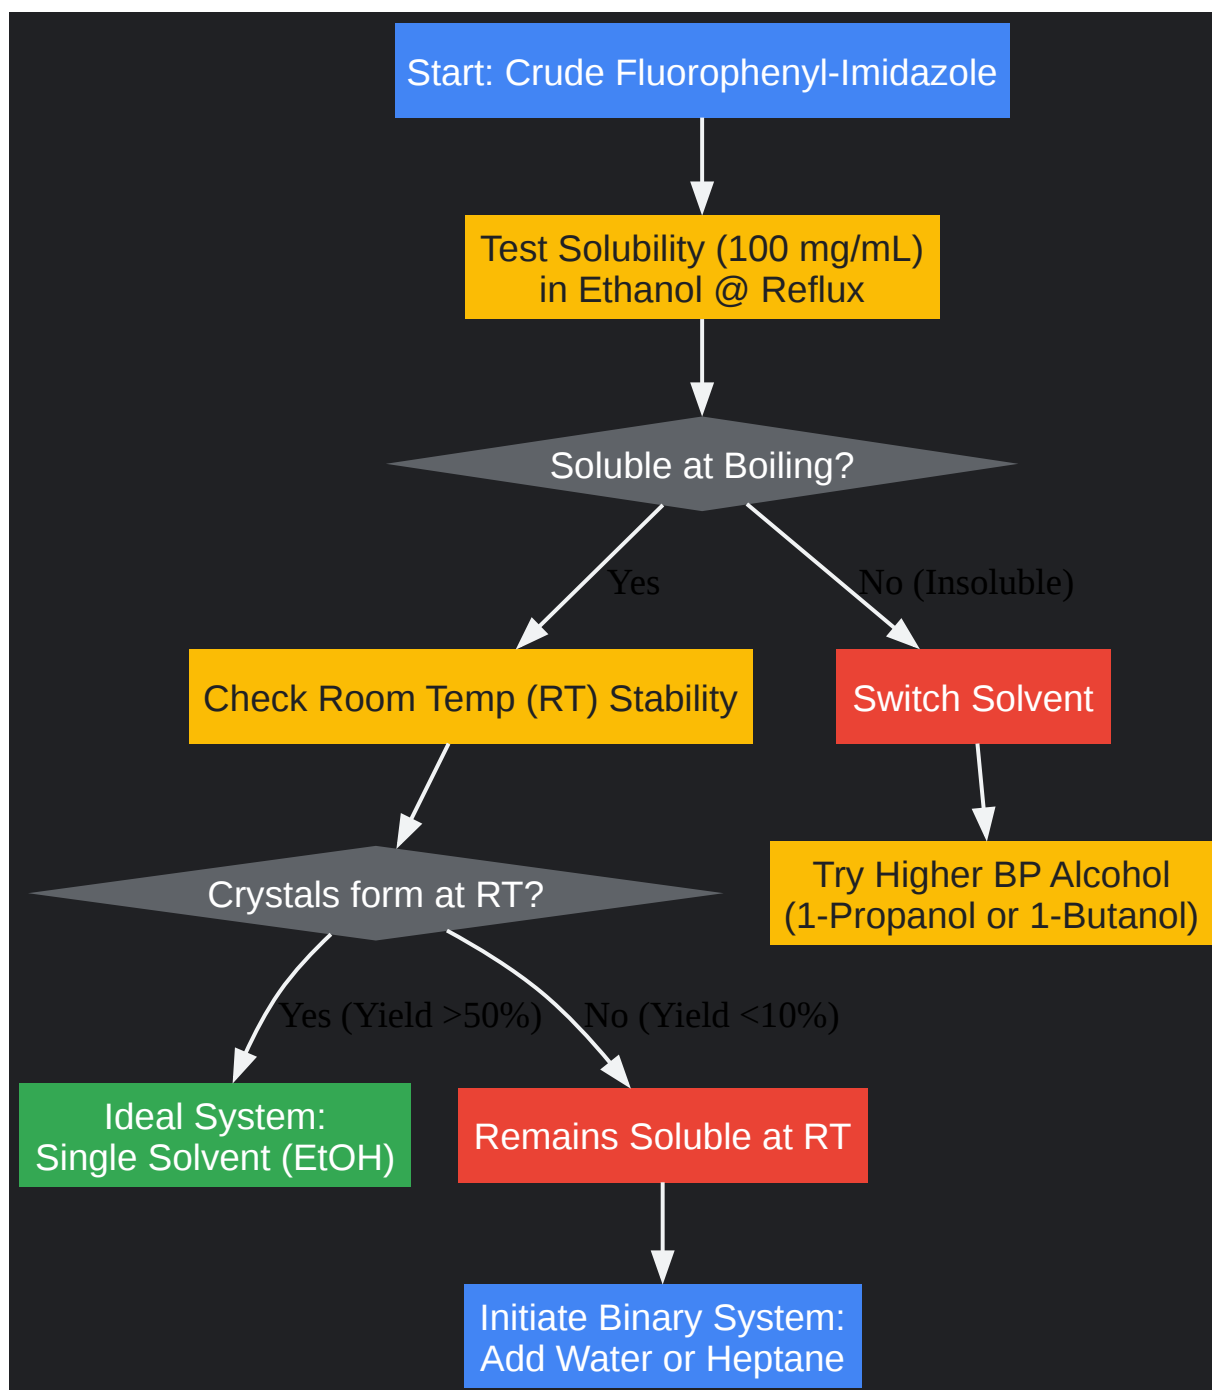 Start: Crude Fluorophenyl-Imidazole
Test Solubility (100 mg/mL)
in Ethanol @ Reflux
Soluble at Boiling?
Yes
No (Insoluble)
Check Room Temp (RT) Stability
Switch Solvent
Try Higher BP Alcohol
(1-Propanol or 1-Butanol)
Crystals form at RT?
Yes (Yield >50%)
No (Yield <10%)
Ideal System:
Single Solvent (EtOH)
Remains Soluble at RT
Initiate Binary System:
Add Water or Heptane